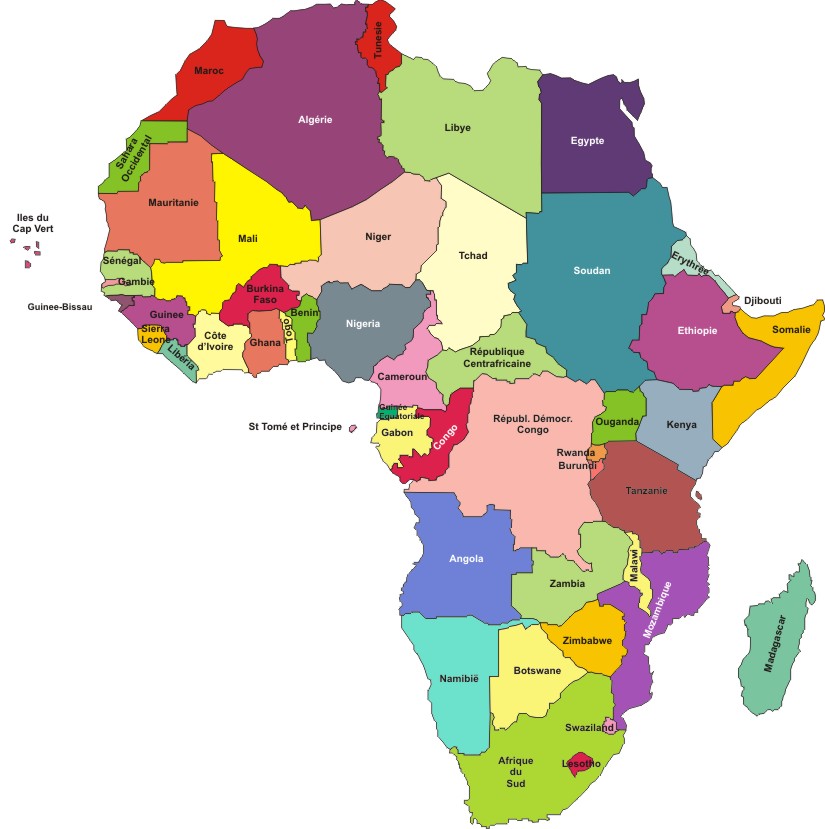 Tunisie
Maroc
Algérie
Libye
Egypte
Sahara
Occidental
Mauritanie
Iles du
Cap Vert
Mali
Niger
Tchad
Soudan
Erythrée
Sénégal
Gambie
Guinee-Bissau
Guinee
Sierra
Leone
Liberia
Côte
d'Ivoire
Burkina
Faso
Ghana
Togo
Benin
Nigeria
Djibouti
Ethiopie
Somalie
République
Centrafricaine
Cameroun
Guinée
Equatoriale
St Tomé et Principe
Gabon
Congo
Républ. Démocr.
Congo
Ouganda
Kenya
Rwanda
Burundi
Tanzanie
Angola
Zambia
Malawi
Mozambique
Madagascar
Zimbabwe
Namibië
Botswane
Swaziland
Lesotho
Afrique
du
Sud